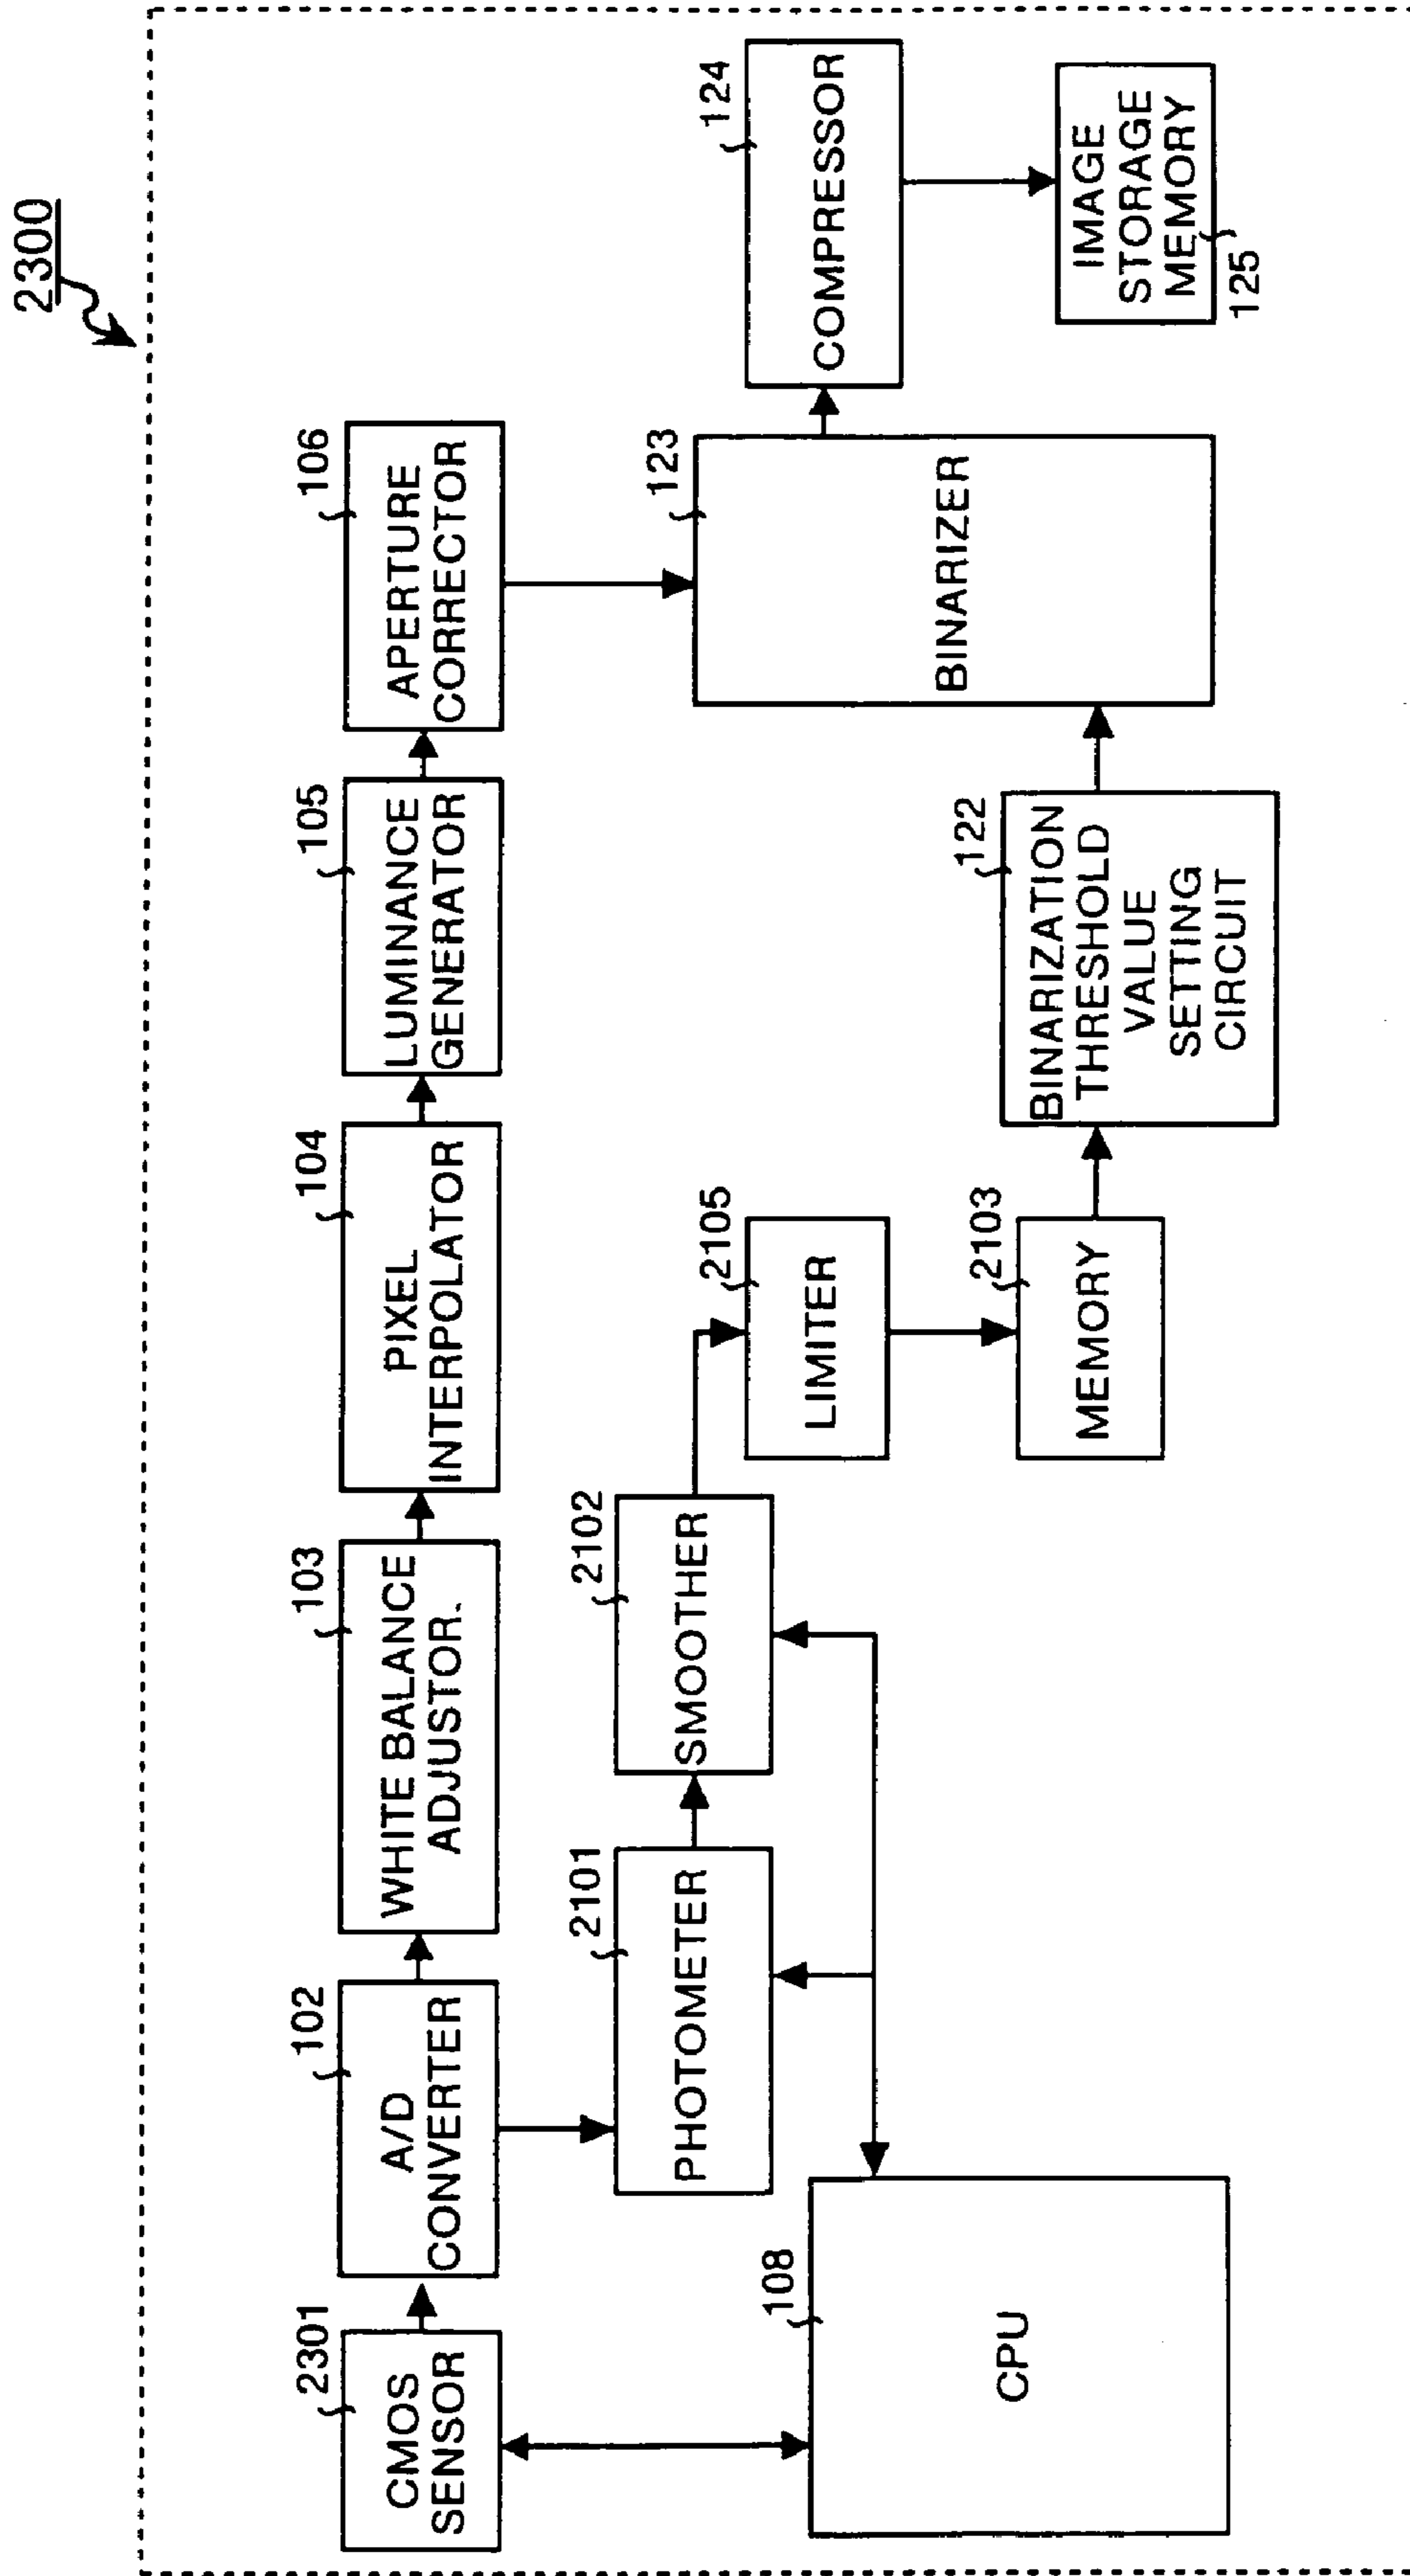 2300
2301
CMOS
SENSOR
102
A/D
CONVERTER
103
WHITE BALANCE
ADJUSTOR.
104
PIXEL
INTERPOLATOR
105
LUMINANCE
GENERATOR
106
APERTURE
CORRECTOR
2101
PHOTOMETER
2102
SMOOTHER
2105
LIMITER
2103
MEMORY
108
CPU
122
BINARIZATION
THRESHOLD
VALUE
SETTING
CIRCUIT
123
BINARIZER
124
COMPRESSOR
IMAGE
STORAGE
MEMORY
125